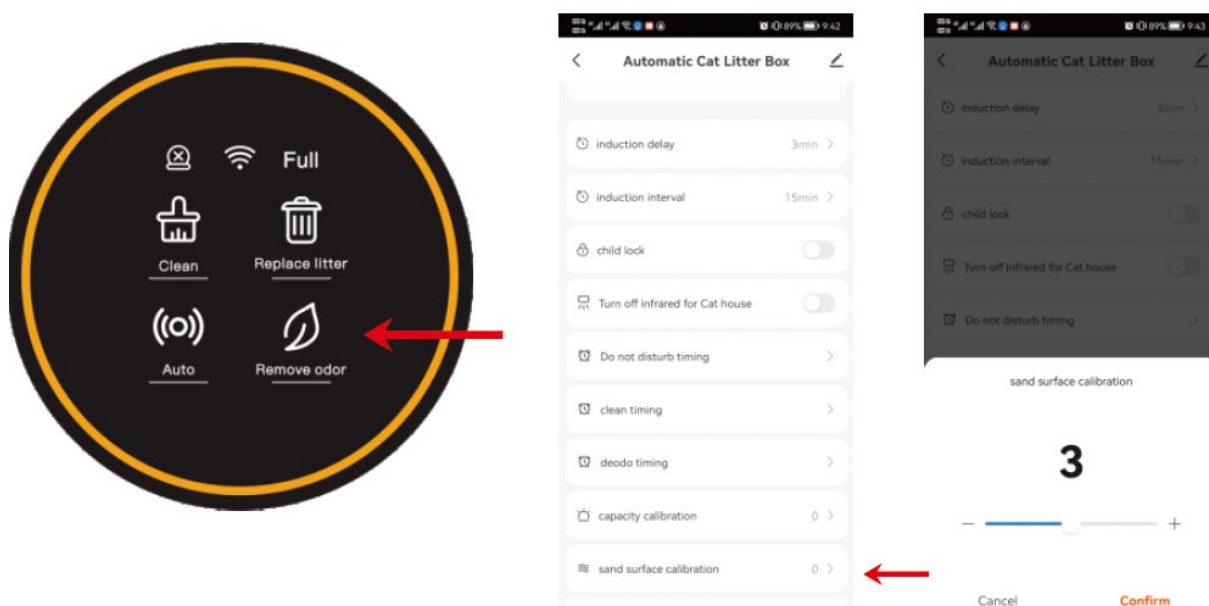 Full
Clean
Replace litter
Auto
Remove odor
89% 9:42
Automatic Cat Litter Box
induction delay 3min
induction interval 15min
child lock
Turn off infrared for Cat house
Do not disturb timing
clean timing
deodo timing
capacity calibration 0
sand surface calibration 0
89% 9:43
Automatic Cat Litter Box
induction delay 3min
induction interval 15min
child lock
Turn off infrared for Cat house
Do not disturb timing
sand surface calibration
3
− +
Cancel Confirm